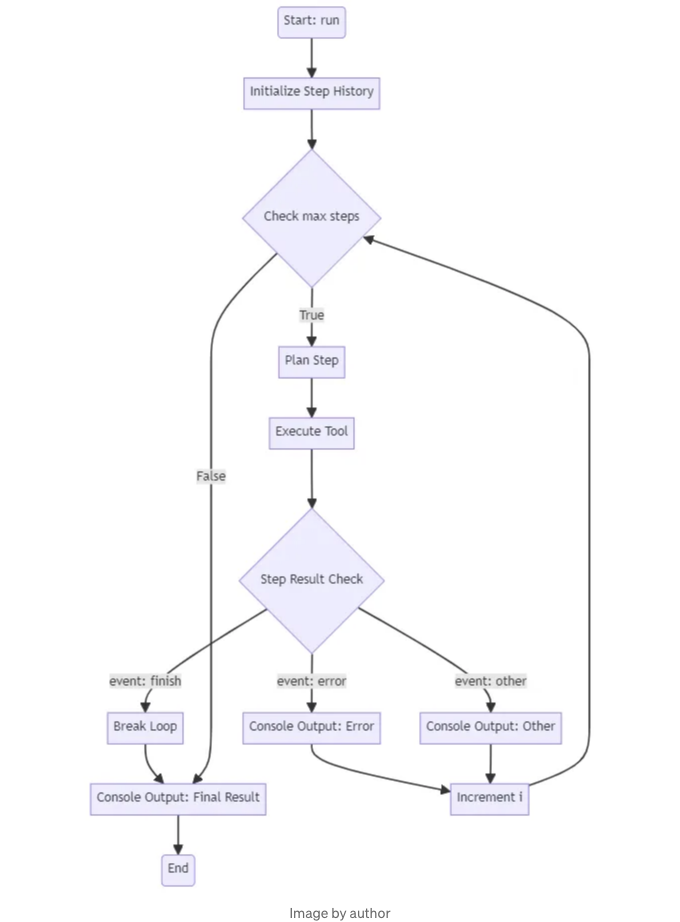 Start: run
Initialize Step History
Check max steps
True
Plan Step
Execute Tool
False
Step Result Check
event: finish
event: error
event: other
Break Loop
Console Output: Error
Console Output: Other
Console Output: Final Result
Increment i
End
Image by author